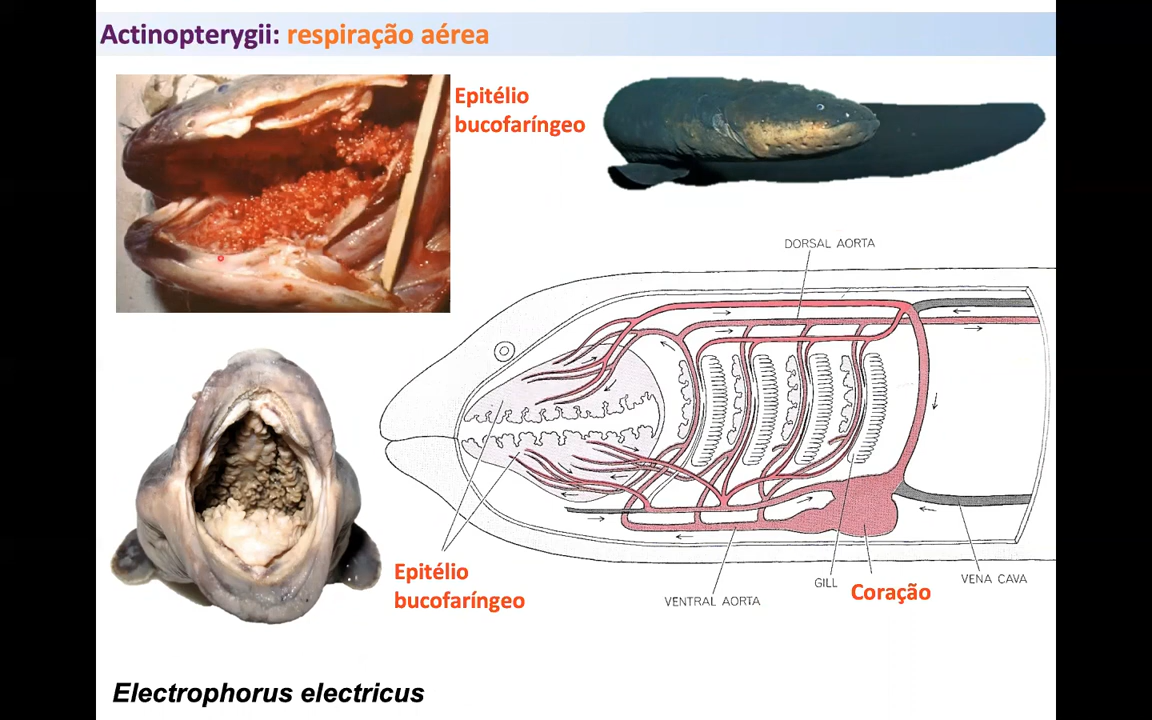 Actinopterygii: respiração aérea
Epitélio
bucofaríngeo
DORSAL AORTA
Epitélio
bucofaríngeo
VENTRAL AORTA
GILL
Coração
VENA CAVA
Electrophorus electricus